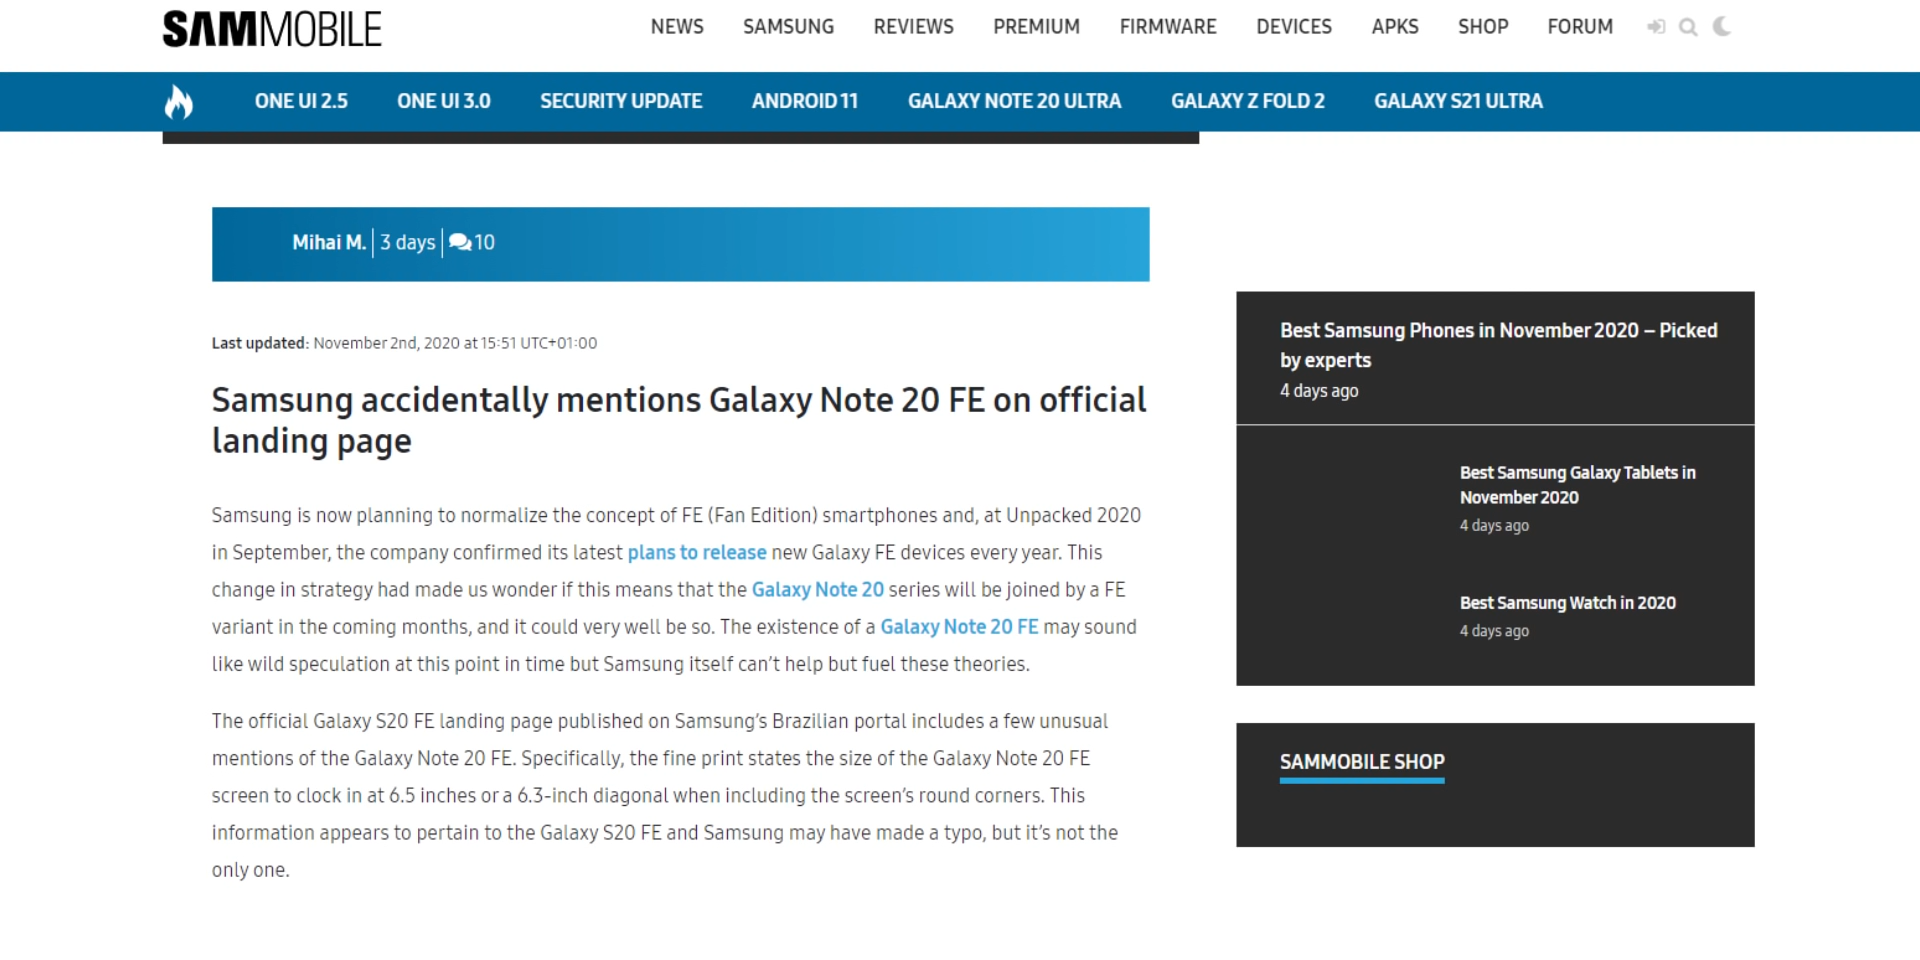 SAMMOBILE
NEWS SAMSUNG REVIEWS PREMIUM FIRMWARE DEVICES APKS SHOP FORUM
ONE UI 2.5 ONE UI 3.0 SECURITY UPDATE ANDROID 11 GALAXY NOTE 20 ULTRA GALAXY Z FOLD 2 GALAXY S21 ULTRA
Mihai M. 3 days 10
Last updated: November 2nd, 2020 at 15:51 UTC+01:00
Samsung accidentally mentions Galaxy Note 20 FE on official
landing page
Samsung is now planning to normalize the concept of FE (Fan Edition) smartphones and, at Unpacked 2020
in September, the company confirmed its latest plans to release new Galaxy FE devices every year. This
change in strategy had made us wonder if this means that the Galaxy Note 20 series will be joined by a FE
variant in the coming months, and it could very well be so. The existence of a Galaxy Note 20 FE may sound
like wild speculation at this point in time but Samsung itself can't help but fuel these theories.
The official Galaxy S20 FE landing page published on Samsung's Brazilian portal includes a few unusual
mentions of the Galaxy Note 20 FE. Specifically, the fine print states the size of the Galaxy Note 20 FE
screen to clock in at 6.5 inches or a 6.3-inch diagonal when including the screen's round corners. This
information appears to pertain to the Galaxy S20 FE and Samsung may have made a typo, but it's not the
only one.
Best Samsung Phones in November 2020 – Picked
by experts
4 days ago
Best Samsung Galaxy Tablets in
November 2020
4 days ago
Best Samsung Watch in 2020
4 days ago
SAMMOBILE SHOP